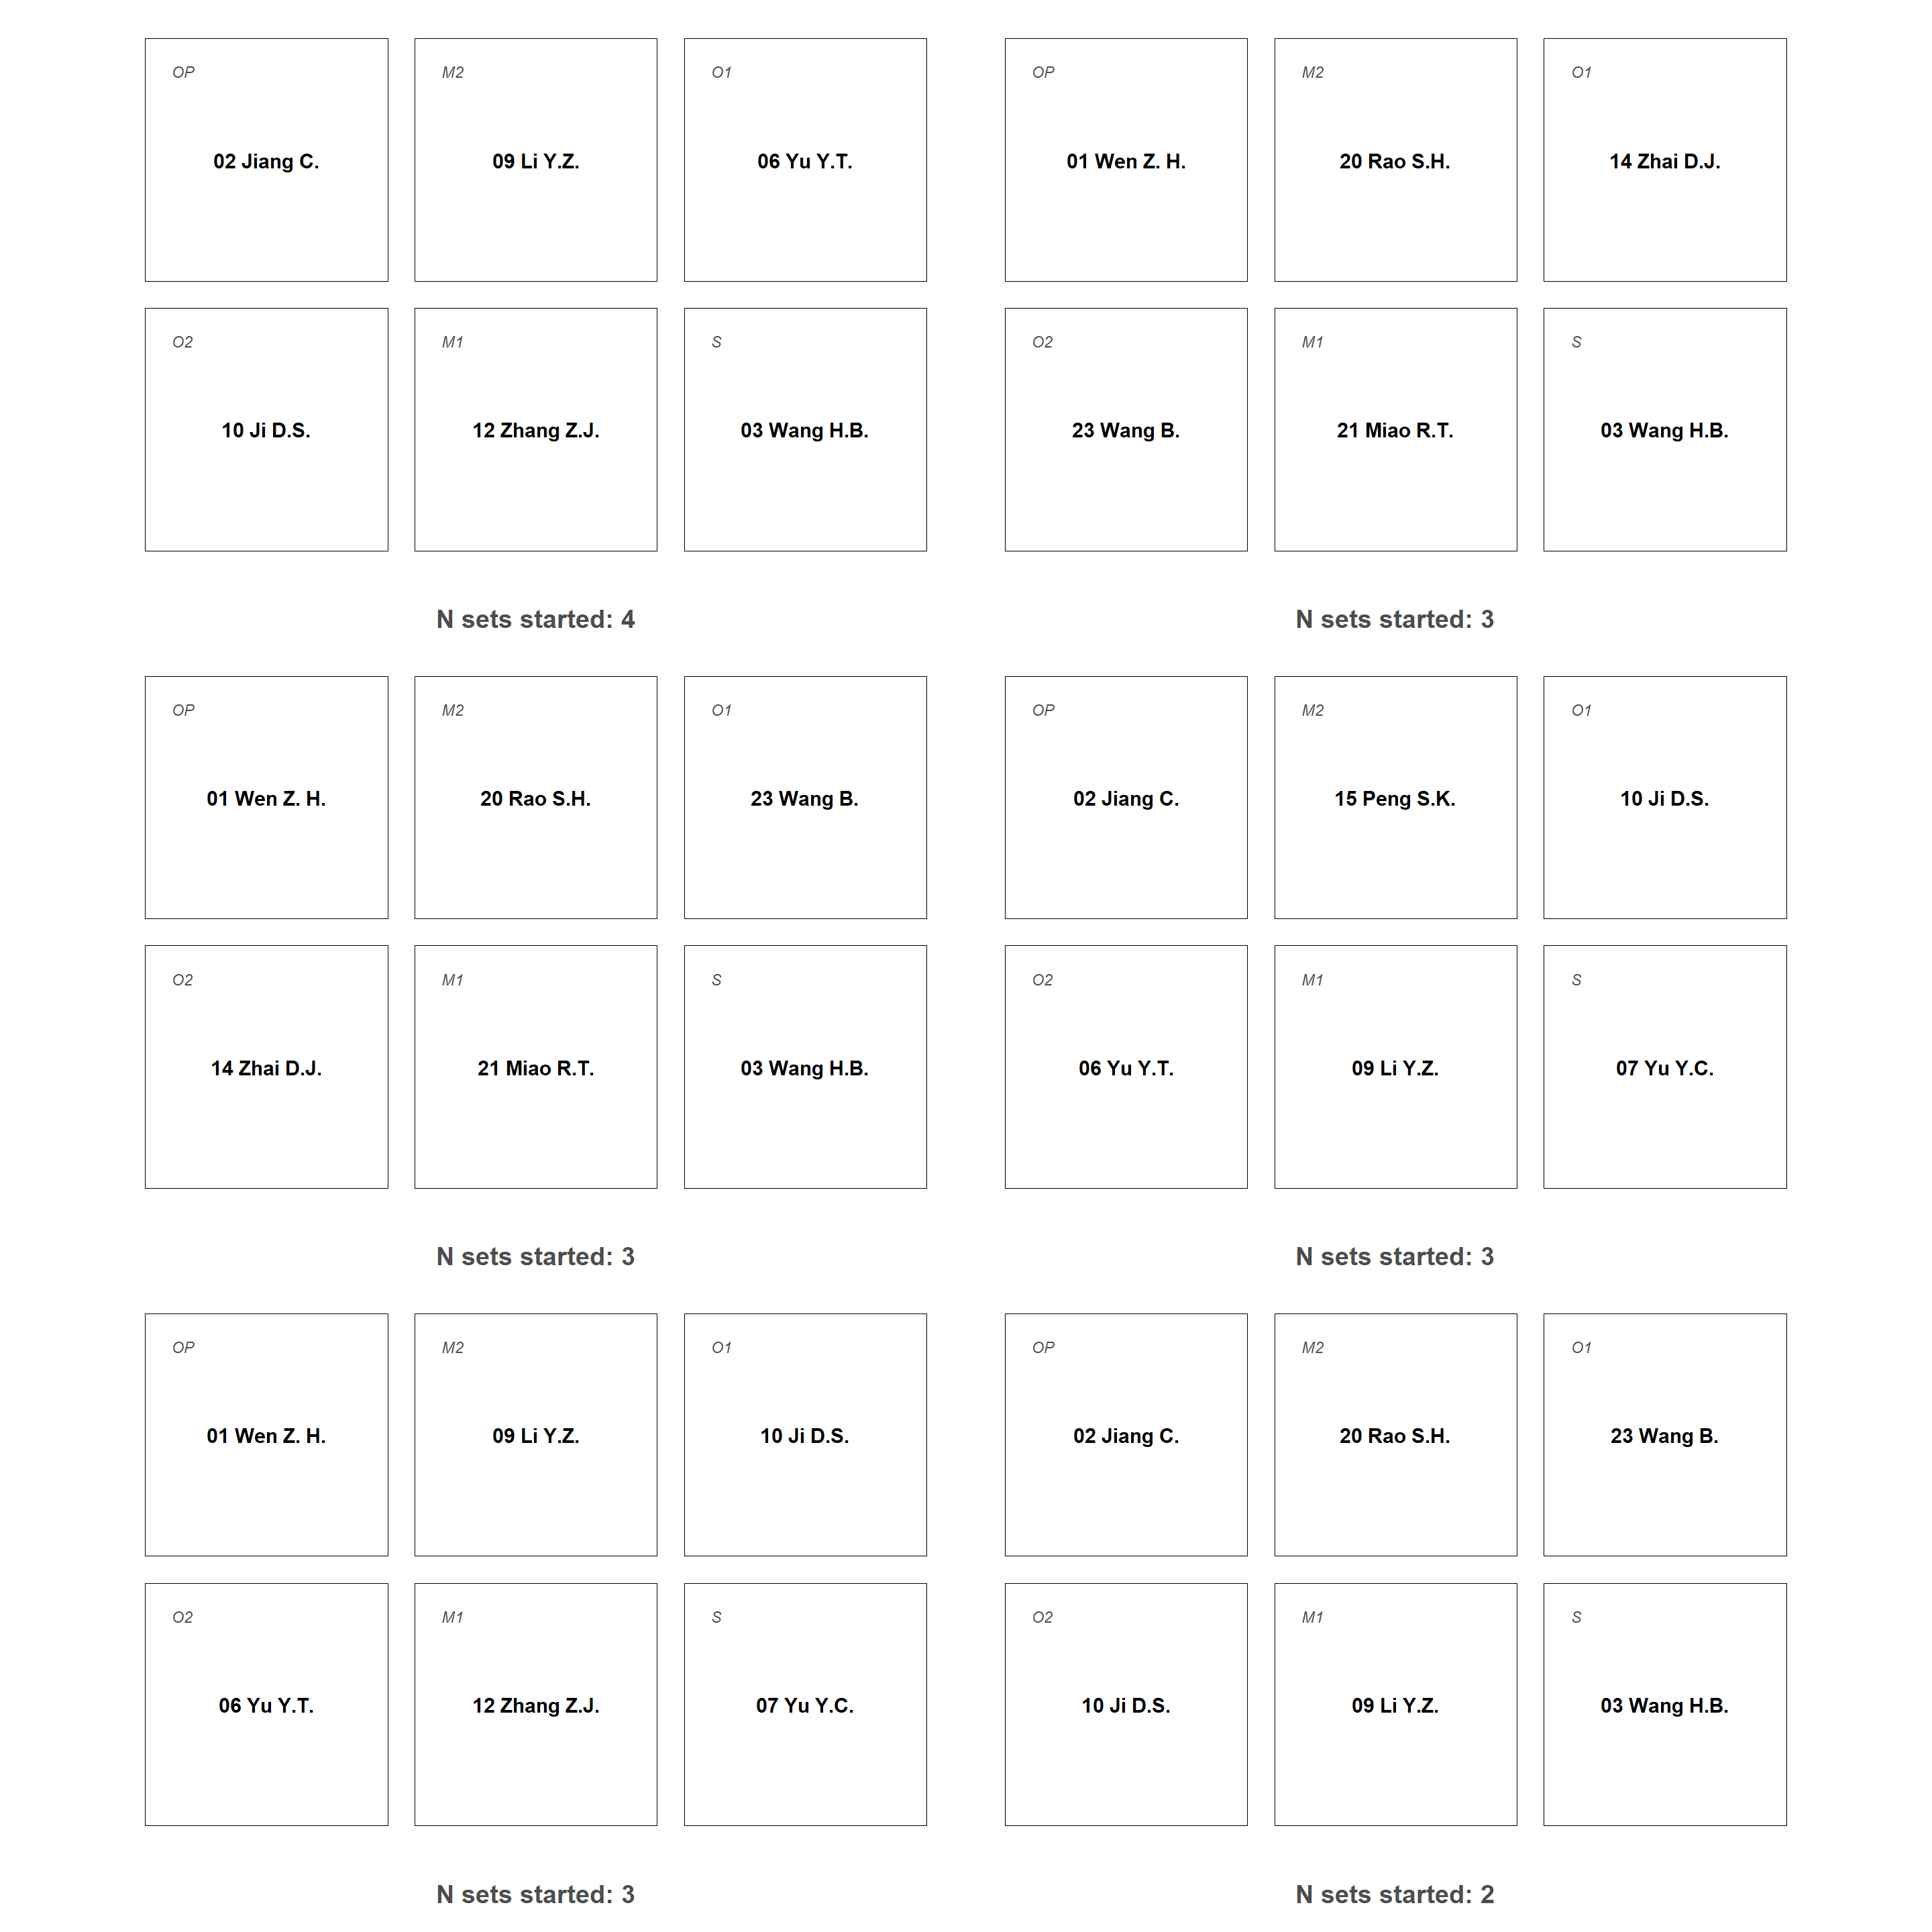 OP
M2
O1
02 Jiang C.
09 Li Y.Z.
06 Yu Y.T.
O2
M1
S
10 Ji D.S.
12 Zhang Z.J.
03 Wang H.B.
N sets started: 4
OP
M2
O1
01 Wen Z. H.
20 Rao S.H.
14 Zhai D.J.
O2
M1
S
23 Wang B.
21 Miao R.T.
03 Wang H.B.
N sets started: 3
OP
M2
O1
01 Wen Z. H.
20 Rao S.H.
23 Wang B.
O2
M1
S
14 Zhai D.J.
21 Miao R.T.
03 Wang H.B.
N sets started: 3
OP
M2
O1
02 Jiang C.
15 Peng S.K.
10 Ji D.S.
O2
M1
S
06 Yu Y.T.
09 Li Y.Z.
07 Yu Y.C.
N sets started: 3
OP
M2
O1
01 Wen Z. H.
09 Li Y.Z.
10 Ji D.S.
O2
M1
S
06 Yu Y.T.
12 Zhang Z.J.
07 Yu Y.C.
N sets started: 3
OP
M2
O1
02 Jiang C.
20 Rao S.H.
23 Wang B.
O2
M1
S
10 Ji D.S.
09 Li Y.Z.
03 Wang H.B.
N sets started: 2